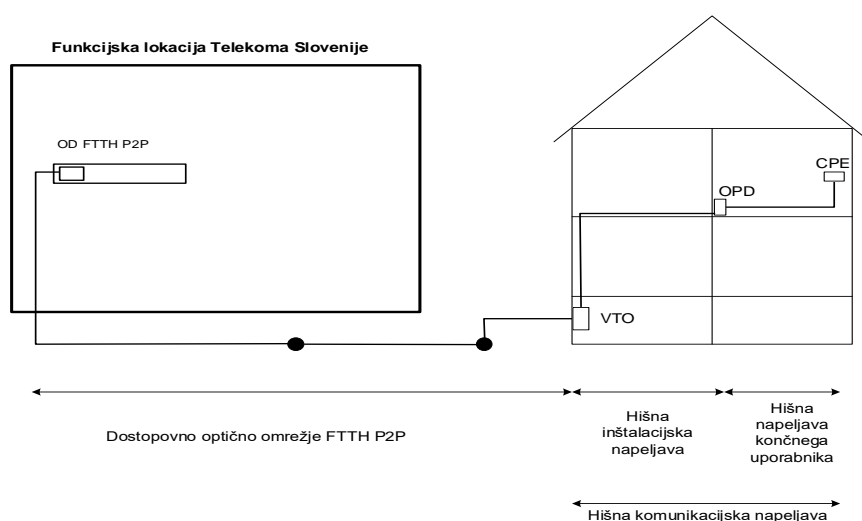 Funkcijska lokacija Telekoma Slovenije
OD FTTH P2P
CPE
OPD
VTO
Dostopovno optično omrežje FTTH P2P
Hišna
inštalacijska
napeljava
Hišna
napeljava
končnega
uporabnika
Hišna komunikacijska napeljava